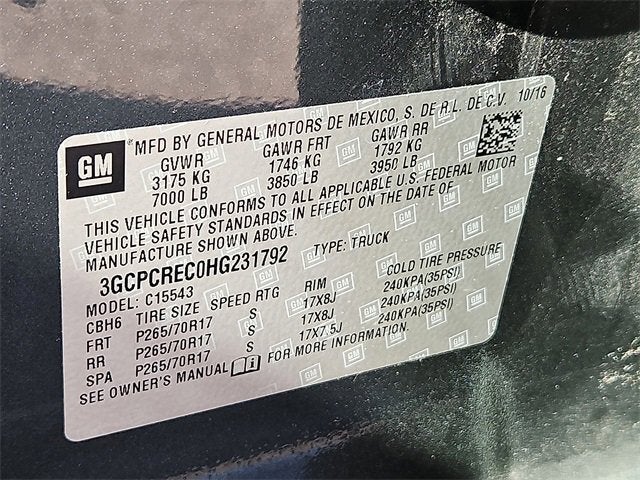 GM
MFD BY GENERAL MOTORS DE MEXICO, S. DE R.L. DE C.V. 10/16
GVWR GAWR FRT GAWR RR
3175 KG 1746 KG 1792 KG
7000 LB 3850 LB 3950 LB
THIS VEHICLE CONFORMS TO ALL APPLICABLE U.S. FEDERAL MOTOR
VEHICLE SAFETY STANDARDS IN EFFECT ON THE DATE OF
MANUFACTURE SHOWN ABOVE.
3GCPCREC0HG231792 TYPE: TRUCK
MODEL: C15543
CBH6 TIRE SIZE SPEED RTG RIM COLD TIRE PRESSURE
FRT P265/70R17 S 17X8J 240KPA(35PSI)
RR P265/70R17 S 17X8J 240KPA(35PSI)
SPA P265/70R17 S 17X7.5J 240KPA(35PSI)
SEE OWNER'S MANUAL FOR MORE INFORMATION.